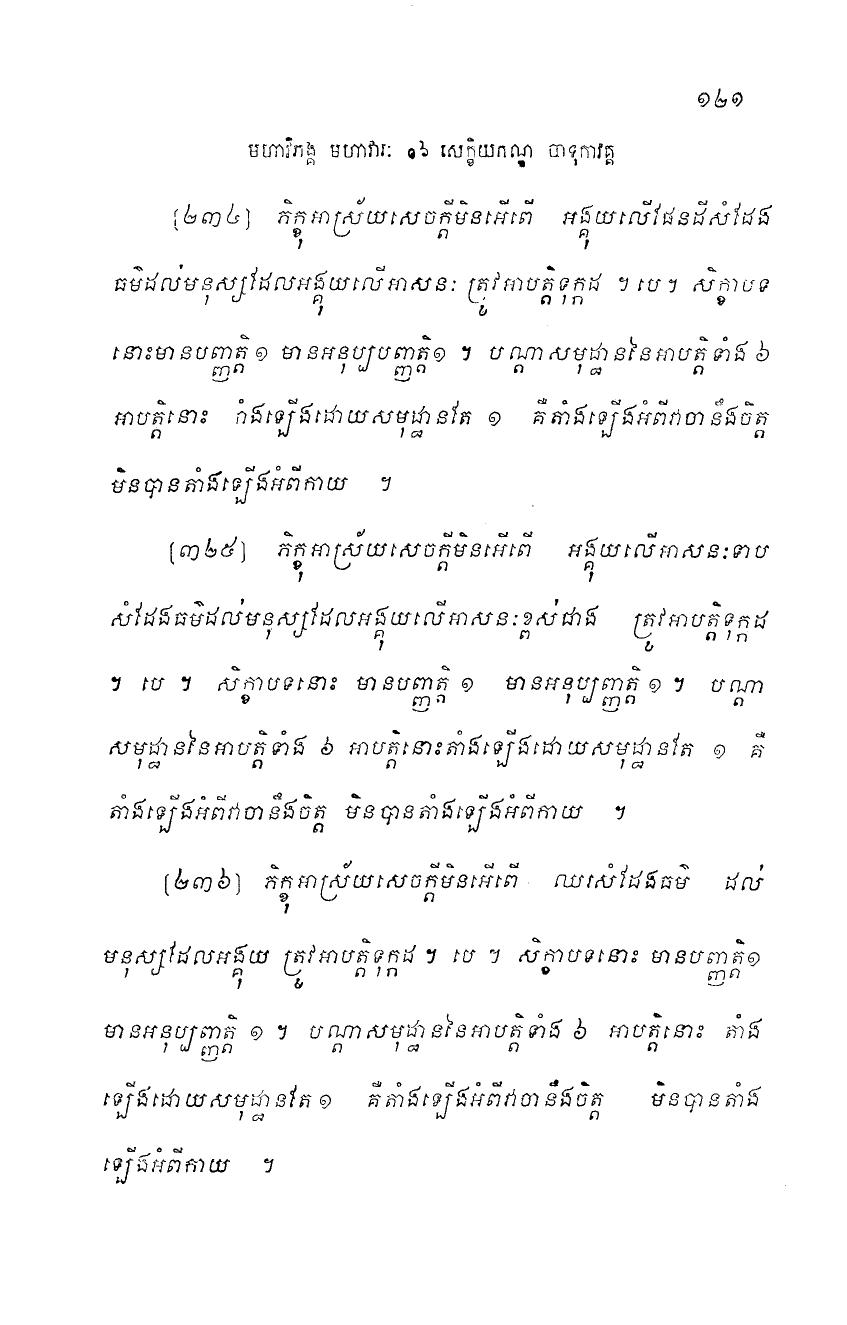 ១២១
មហាវិភង្គ មហាវារៈ ១៦ សេក្ខិយកណ្ឌ បាទុកាវគ្គ
[២៣៤] ភិក្ខុអាស្រ័យសេចក្តីមិនអើពើ អង្គុយលើផែនដីសំដែង
ធម៌ដល់មនុស្សដែលអង្គុយលើអាសនៈ ត្រូវអាបត្តិទុក្កដ ។ បេ។ សិក្ខាបទ
នោះមានបញ្ញត្តិ ១ មានអនុប្បបញ្ញត្តិ១ ។ បណ្តាសមុដ្ឋាននៃអាបត្តិទាំង ៦
អាបត្តិនោះ តាំងឡើងដោយសមុដ្ឋានតែ ១ គឺតាំងឡើងអំពីវាចានឹងចិត្ត
មិនបានតាំងឡើងអំពីកាយ ។
[៣២៥] ភិក្ខុអាស្រ័យសេចក្តីមិនអើពើ អង្គុយលើអាសនៈទាប
សំដែងធម៌ដល់មនុស្សដែលអង្គុយលើអាសនៈខ្ពស់ជាង ត្រូវអាបត្តិទុក្កដ
។ បេ ។ សិក្ខាបទនោះ មានបញ្ញត្តិ ១ មានអនុប្បញ្ញត្តិ ១ ។ បណ្តា
សមុដ្ឋាននៃអាបត្តិទាំង ៦ អាបត្តិនោះតាំងឡើងដោយសមុដ្ឋានតែ ១ គឺ
តាំងឡើងអំពីវាចានឹងចិត្ត មិនបានតាំងឡើងអំពីកាយ ។
[២៣៦] ភិក្ខុអាស្រ័យសេចក្តីមិនអើពើ ឈរសំដែងធម៌ ដល់
មនុស្សដែលអង្គុយ ត្រូវអាបត្តិទុក្កដ ។ បេ ។ សិក្ខាបទនោះ មានបញ្ញត្តិ១
មានអនុប្បញ្ញត្តិ ១ ។ បណ្តាសមុដ្ឋាននៃអាបត្តិទាំង ៦ អាបត្តិនោះ តាំង
ឡើងដោយសមុដ្ឋានតែ ១ គឺតាំងឡើងអំពីវាចានឹងចិត្ត មិនបានតាំង
ឡើងអំពីកាយ ។